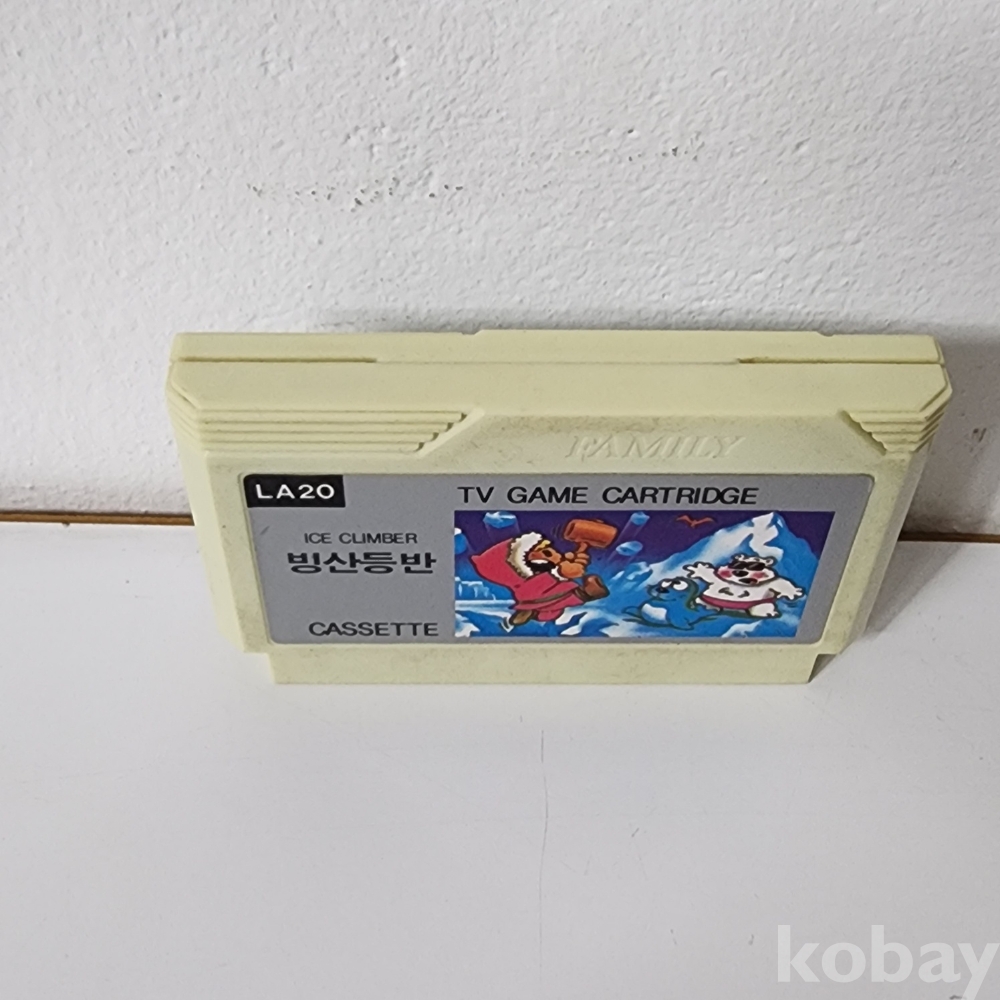 FAMILY
LA20
TV GAME CARTRIDGE
ICE CLIMBER
빙산등반
CASSETTE
kobay